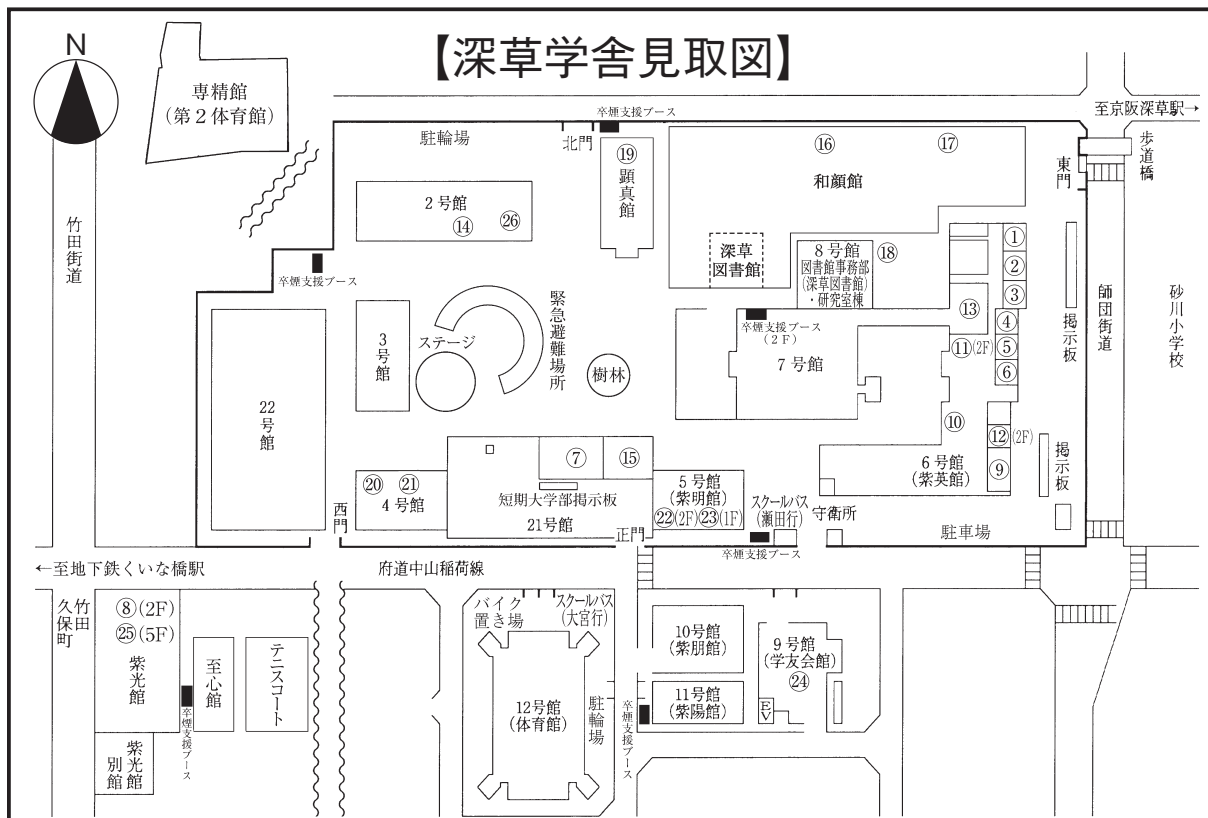 【深草学舎見取図】
N
専精館
(第2体育館)
卒煙支援ブース
至京阪深草駅→
駐輪場
北門
⑲
顕真館
⑯
⑰
和顔館
東門
歩道橋
竹田街道
2号館
⑭
㉖
卒煙支援ブース
深草
図書館
8号館
図書館事務部
(深草図書館)
・研究室棟
⑱
①
②
③
④
⑤
⑥
⑬
⑪(2F)
掲示板
師団街道
砂川小学校
3号館
ステージ
緊急避難場所
樹林
卒煙支援ブース
(2F)
7号館
22号館
⑩
⑫(2F)
⑨
6号館
(紫英館)
掲示板
⑦
⑮
短期大学部掲示板
21号館
⑳
㉑
4号館
西門
5号館
(紫明館)
㉒(2F)㉓(1F)
正門
スクールバス
(瀬田行)
守衛所
卒煙支援ブース
駐車場
←至地下鉄くいな橋駅
府道中山稲荷線
竹田
久保町
⑧(2F)
㉕(5F)
紫光館
卒煙支援ブース
至心館
テニスコート
紫光館
別館
バイク
置き場
スクールバス
(大宮行)
12号館
(体育館)
駐輪場
卒煙支援ブース
10号館
(紫朋館)
11号館
(紫陽館)
9号館
(学友会館)
㉔
EV